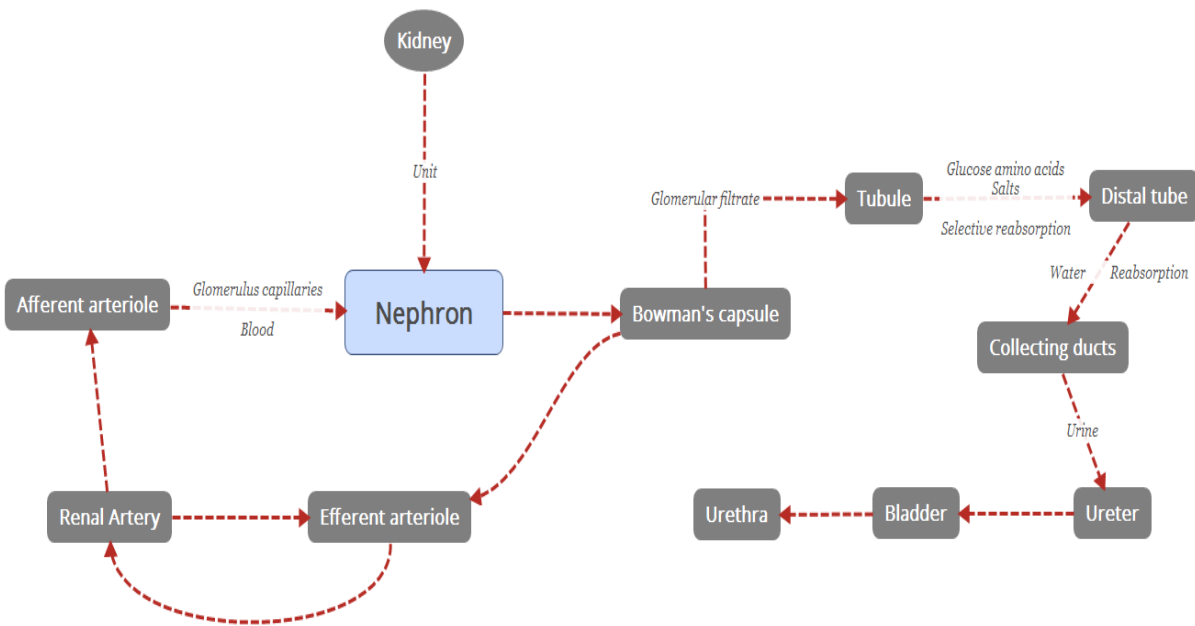 Kidney
Unit
Glomerular filtrate
Tubule
Glucose amino acids
Salts
Selective reabsorption
Distal tube
Water
Reabsorption
Afferent arteriole
Glomerulus capillaries
Blood
Nephron
Bowman's capsule
Collecting ducts
Urine
Renal Artery
Efferent arteriole
Urethra
Bladder
Ureter